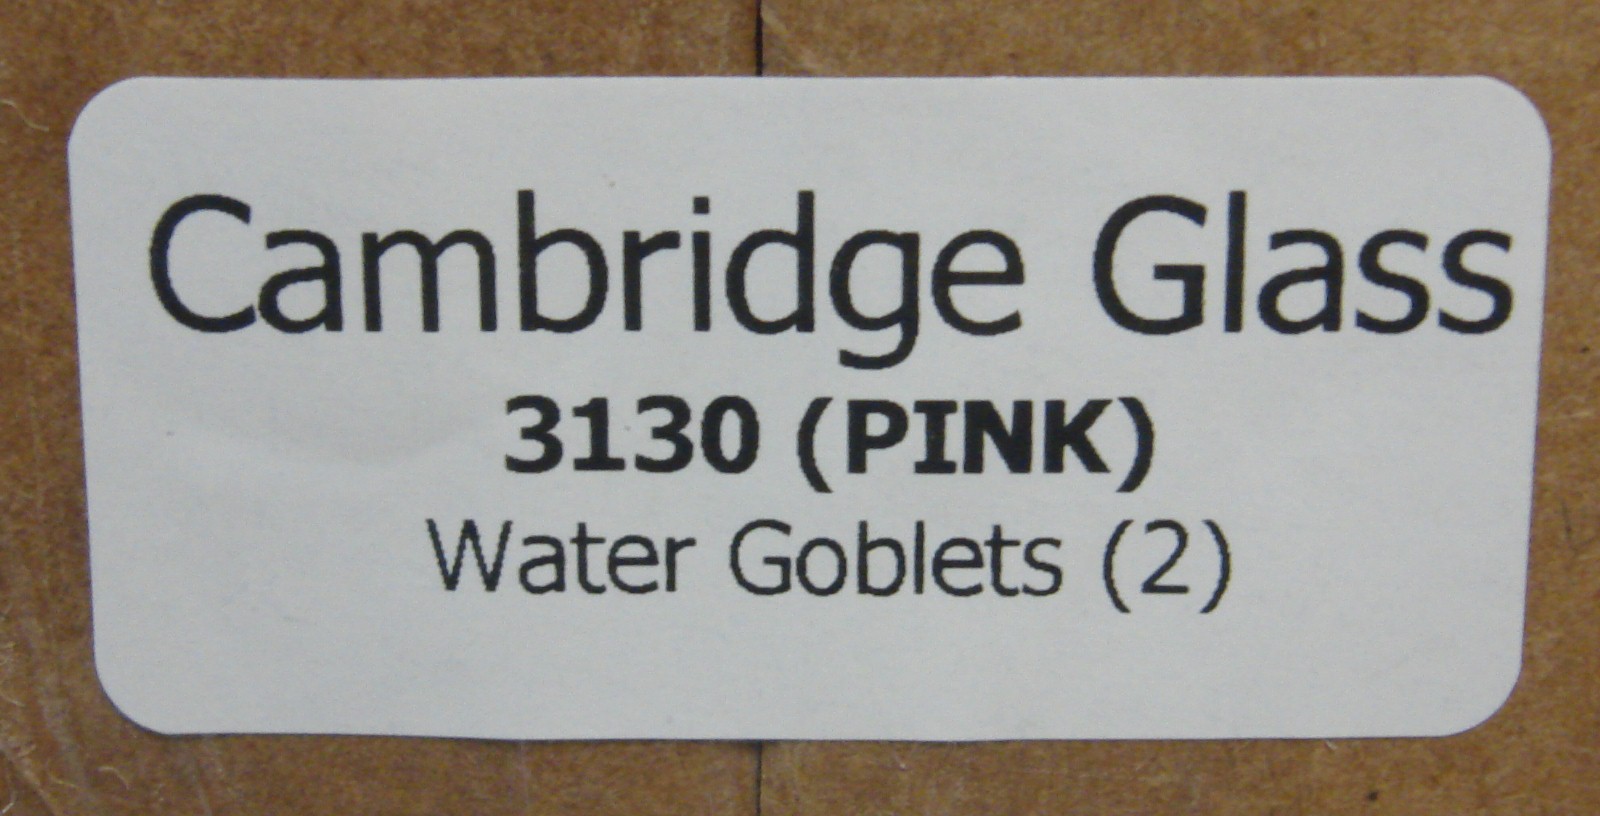 Cambridge Glass
3130 (PINK)
Water Goblets (2)